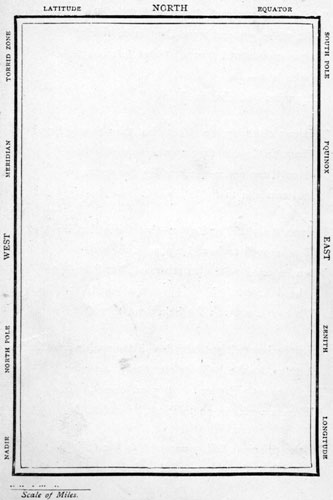 LATITUDE NORTH EQUATOR
TORRID ZONE
MERIDIAN
WEST
NORTH POLE
NADIR
SOUTH POLE
EQUINOX
EAST
ZENITH
LONGITUDE
Scale of Miles.